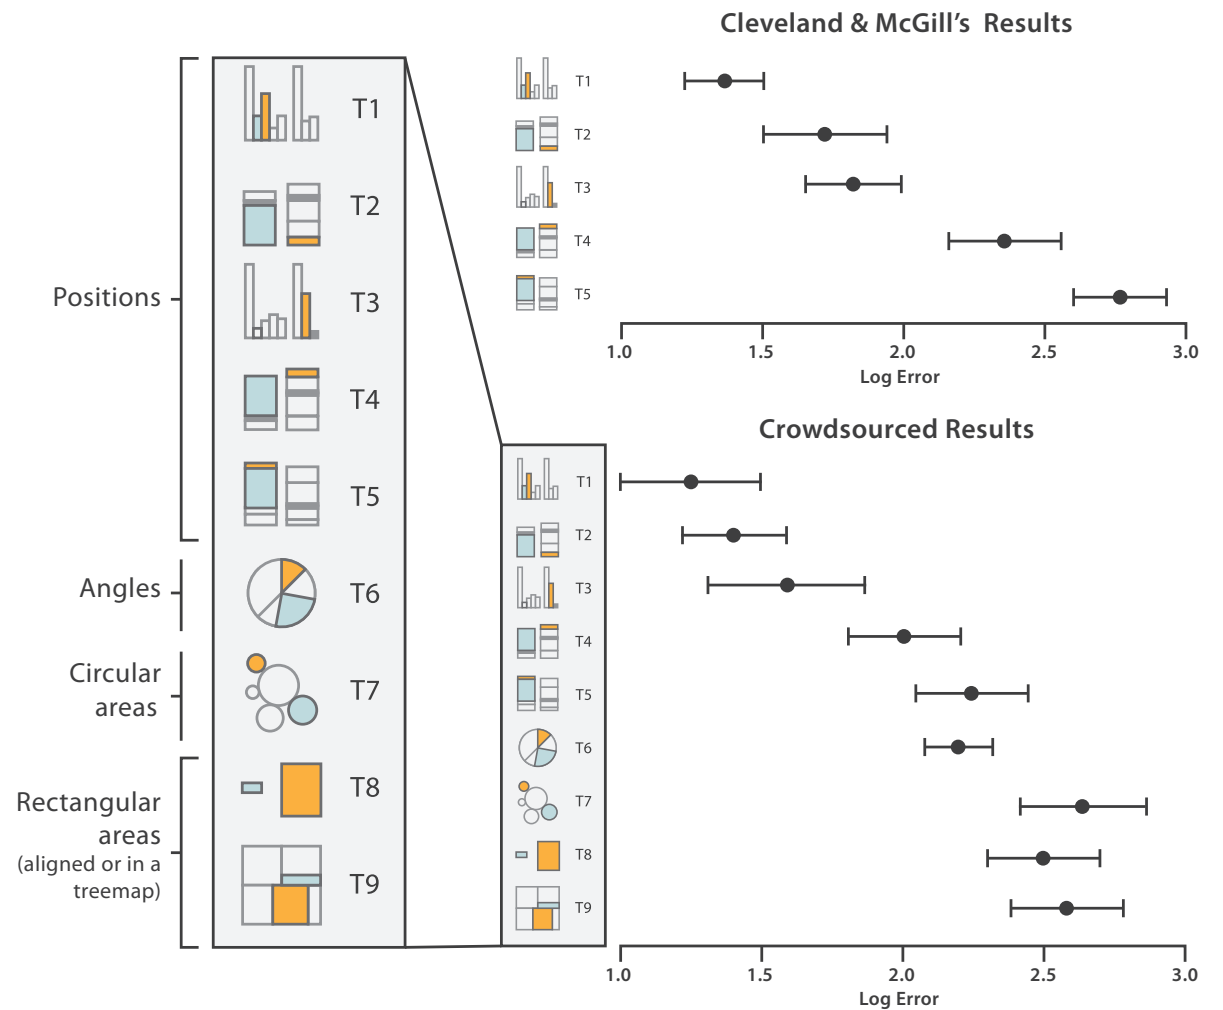 Cleveland & McGill's Results
Positions
Angles
Circular
areas
Rectangular
areas
(aligned or in a
treemap)
T1
T2
T3
T4
T5
T6
T7
T8
T9
T1
T2
T3
T4
T5
1.0 1.5 2.0 2.5 3.0
Log Error
Crowdsourced Results
T1
T2
T3
T4
T5
T6
T7
T8
T9
1.0 1.5 2.0 2.5 3.0
Log Error